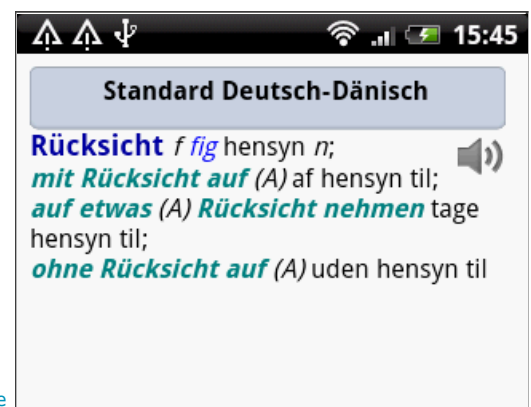 15:45
Standard Deutsch-Dänisch
Rücksicht f fig hensyn n;
mit Rücksicht auf (A) af hensyn til;
auf etwas (A) Rücksicht nehmen tage
hensyn til;
ohne Rücksicht auf (A) uden hensyn til
e